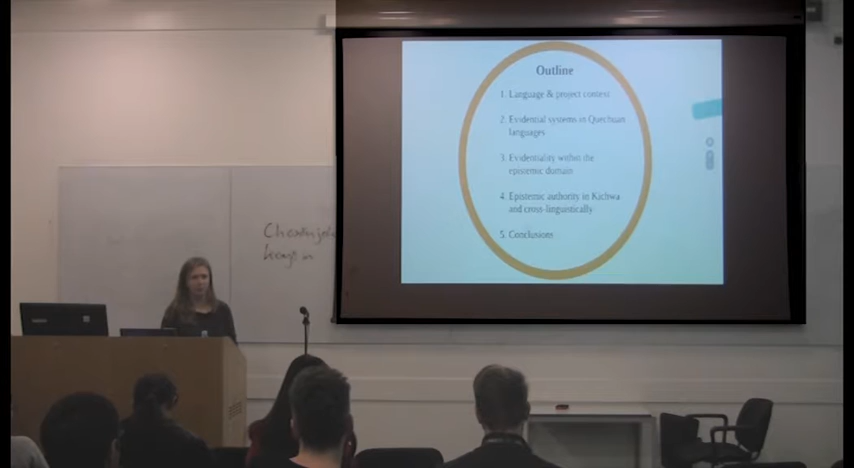 Outline
1. Language & project context
2. Evidential systems in Quechuan
languages
3. Evidentiality within the
epistemic domain
4. Epistemic authority in Kichwa
and cross-linguistically
5. Conclusions